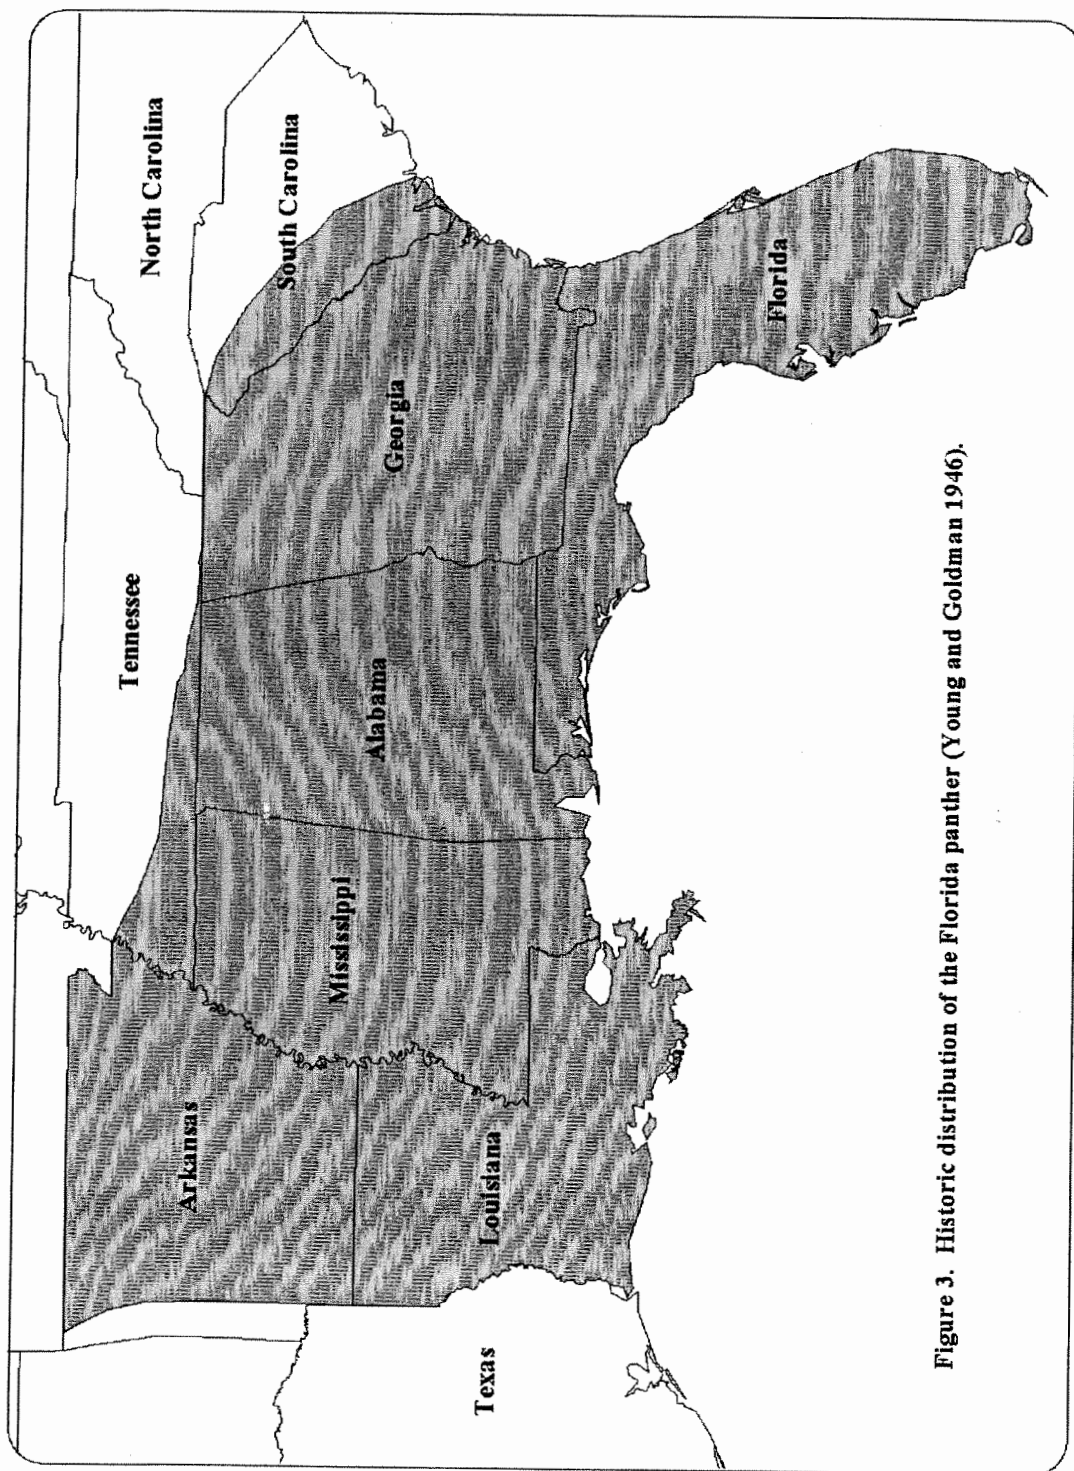 North Carolina
South Carolina
Tennessee
Georgia
Alabama
Mississippi
Arkansas
Louisiana
Texas
Florida
Figure 3. Historic distribution of the Florida panther (Young and Goldman 1946).